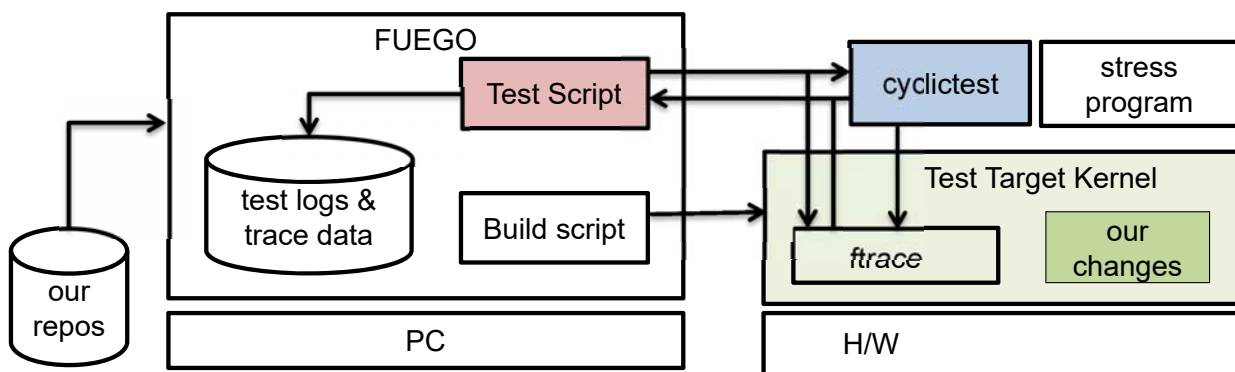 FUEGO
Test Script
test logs &
trace data
Build script
our
repos
PC
cyclictest
stress
program
Test Target Kernel
ftrace
our
changes
H/W